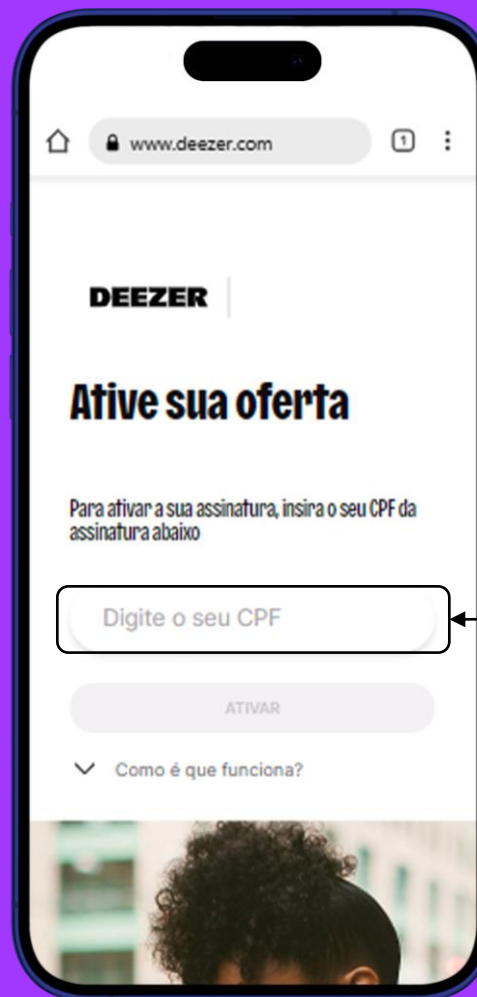 www.deezer.com
1
DEEZER
Ative sua oferta
Para ativar a sua assinatura, insira o seu CPF da
assinatura abaixo
Digite o seu CPF
ATIVAR
Como é que funciona?